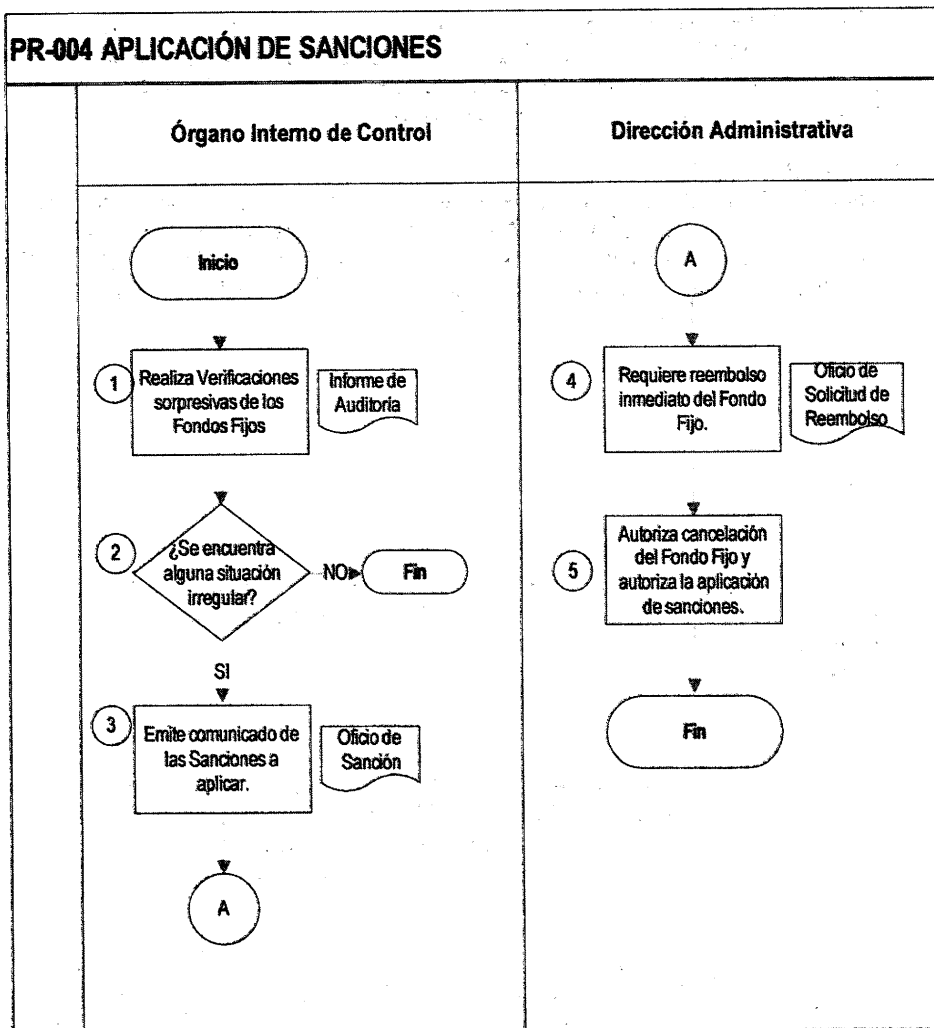 PR-004 APLICACIÓN DE SANCIONES
Órgano Interno de Control
Inicio
1
Realiza Verificaciones
sorpresivas de los
Fondos Fijos
Informe de
Auditoria
2
¿Se encuentra
alguna situación
irregular?
NO
Fin
SI
3
Emite comunicado de
las Sanciones a
aplicar.
Oficio de
Sanción
A
Dirección Administrativa
A
4
Requiere reembolso
inmediato del Fondo
Fijo.
Oficio de
Solicitud de
Reembolso
5
Autoriza cancelación
del Fondo Fijo y
autoriza la aplicación
de sanciones.
Fin